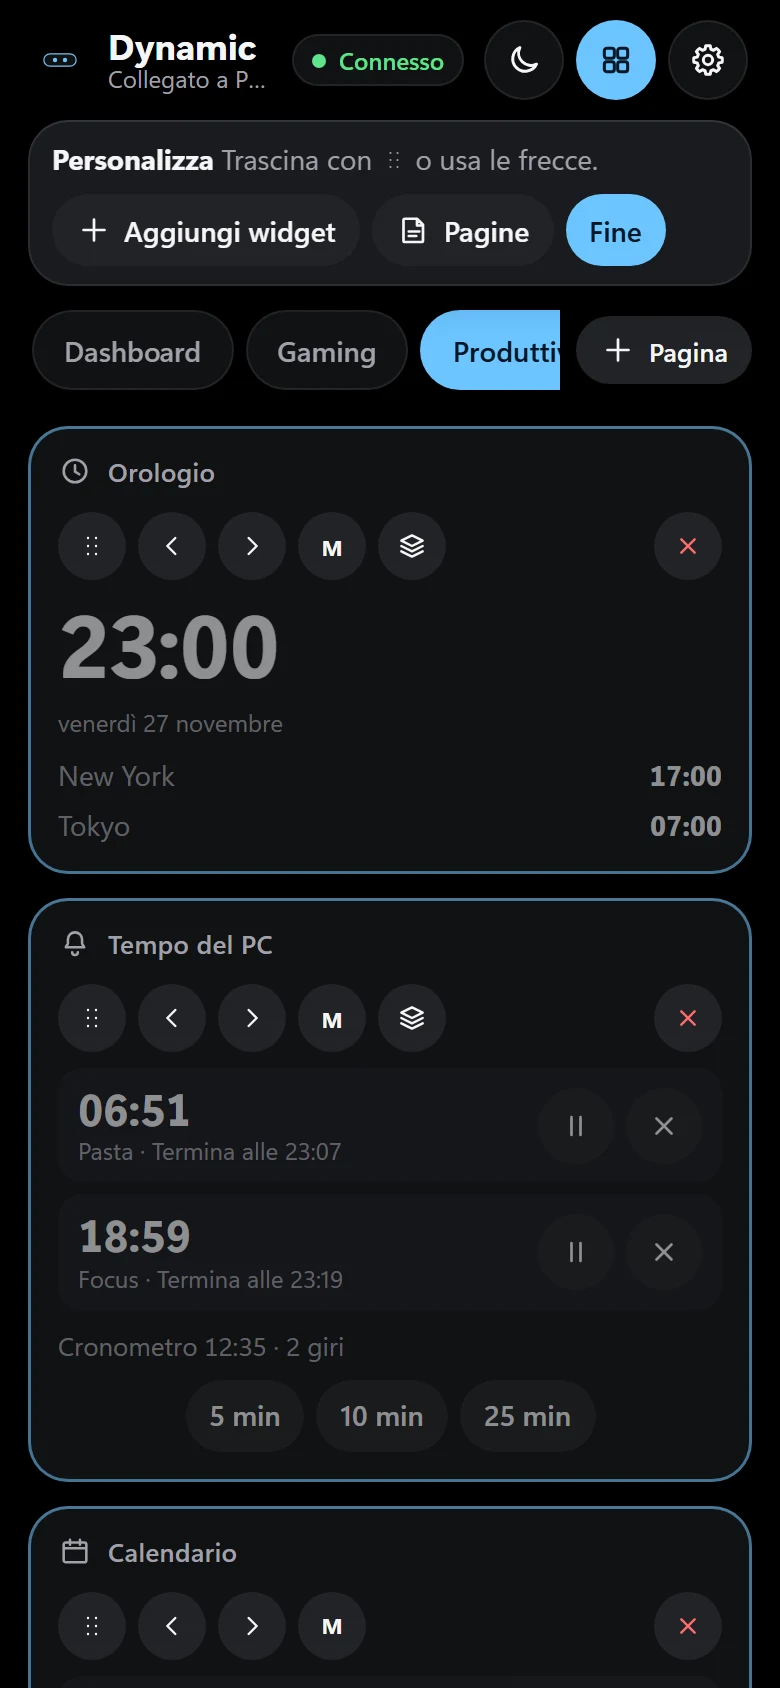 Dynamic
Collegato a P...
Connesso
Personalizza Trascina con ⠿ o usa le frecce.
Aggiungi widget
Pagine
Fine
Dashboard
Gaming
Produttiv
Pagina
Orologio
M
23:00
venerdì 27 novembre
New York 17:00
Tokyo 07:00
Tempo del PC
M
06:51
Pasta · Termina alle 23:07
18:59
Focus · Termina alle 23:19
Cronometro 12:35 · 2 giri
5 min
10 min
25 min
Calendario
M